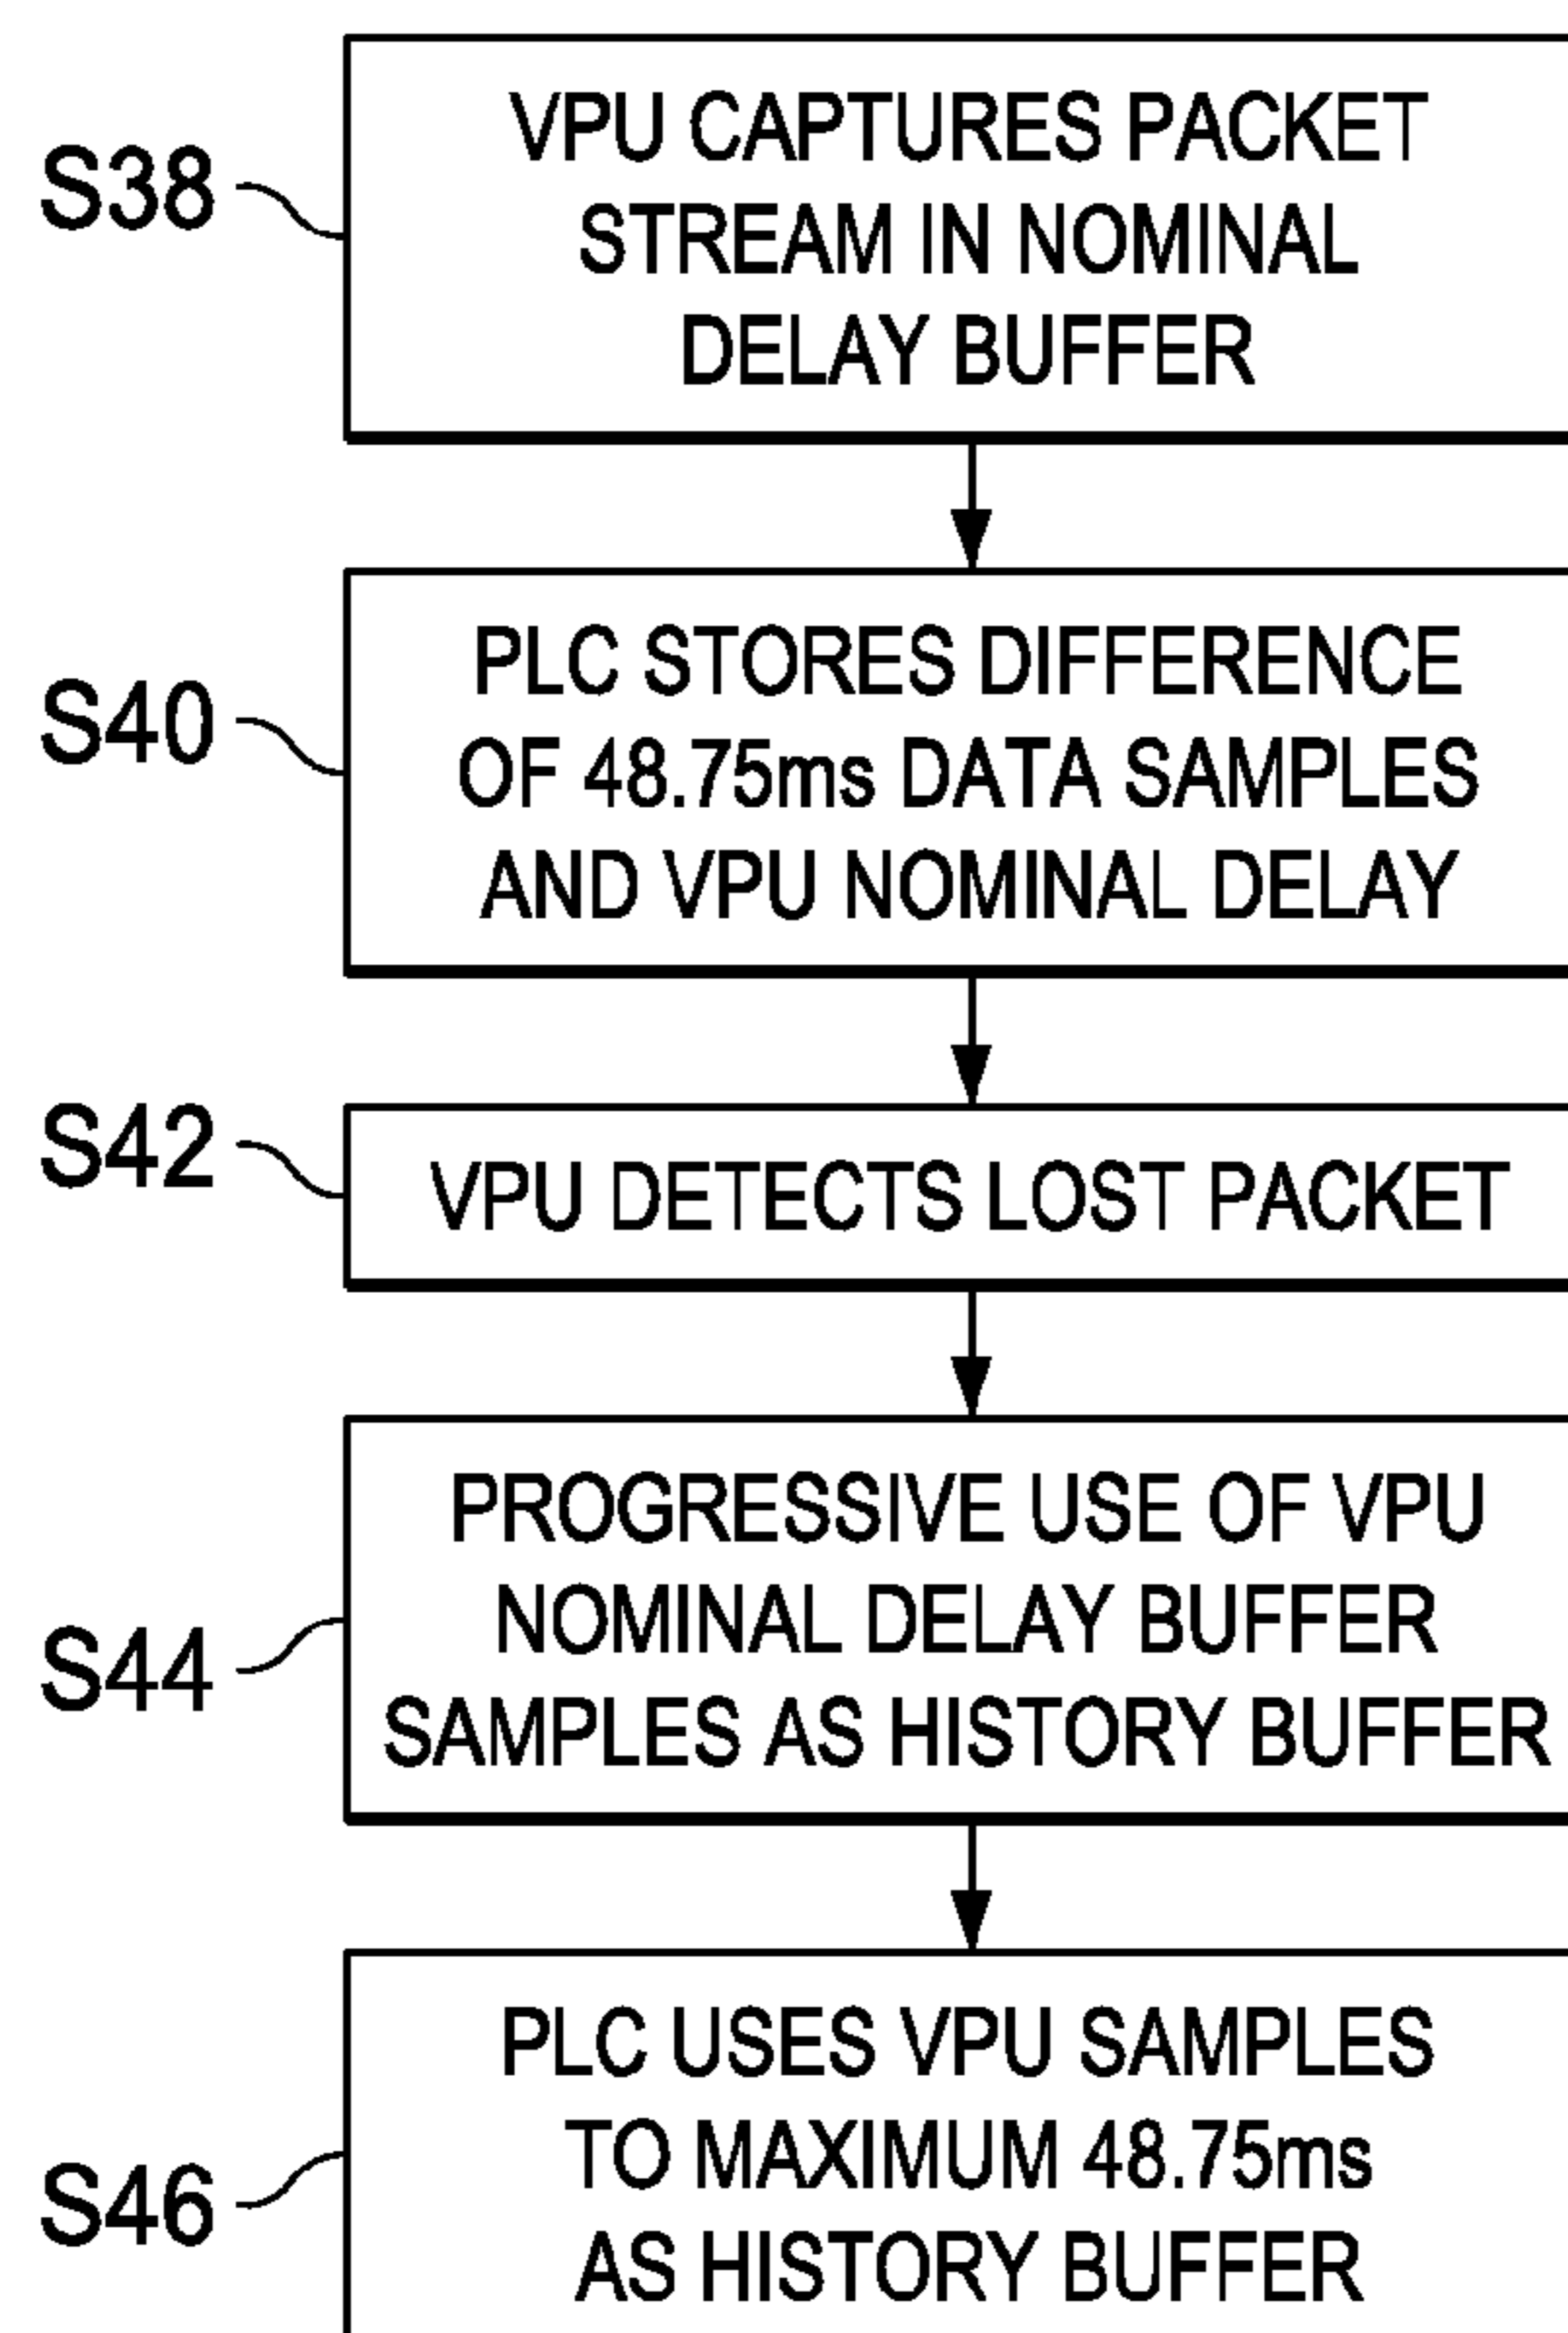 S38
VPU CAPTURES PACKET
STREAM IN NOMINAL
DELAY BUFFER
S40
PLC STORES DIFFERENCE
OF 48.75ms DATA SAMPLES
AND VPU NOMINAL DELAY
S42
VPU DETECTS LOST PACKET
S44
PROGRESSIVE USE OF VPU
NOMINAL DELAY BUFFER
SAMPLES AS HISTORY BUFFER
S46
PLC USES VPU SAMPLES
TO MAXIMUM 48.75ms
AS HISTORY BUFFER